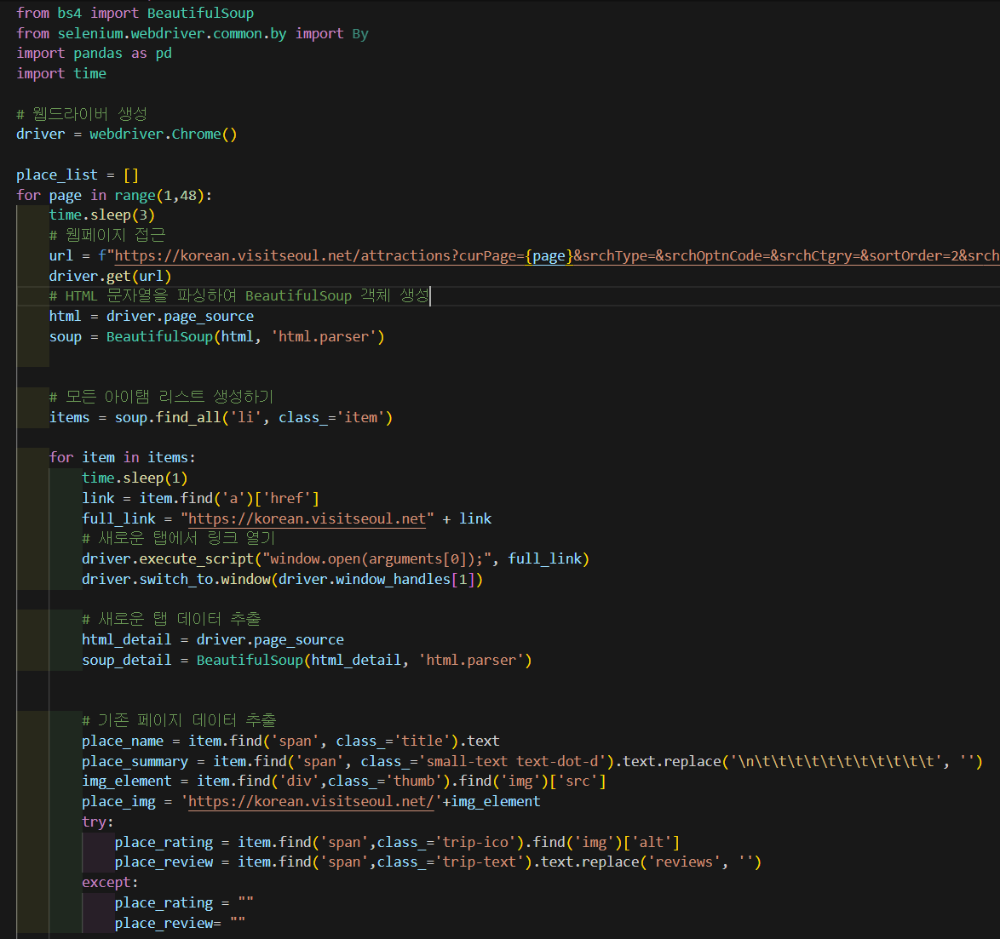 from bs4 import BeautifulSoup
from selenium.webdriver.common.by import By
import pandas as pd
import time
# 웹드라이버 생성
driver = webdriver.Chrome()
place_list = []
for page in range(1,48):
    time.sleep(3)
    # 웹페이지 접근
    url = f"https://korean.visitseoul.net/attractions?curPage={page}&srchType=&srchOptnCode=&srchCtgry=&sortOrder=2&srch
    driver.get(url)
    # HTML 문자열을 파싱하여 BeautifulSoup 객체 생성
    html = driver.page_source
    soup = BeautifulSoup(html, 'html.parser')
    # 모든 아이탬 리스트 생성하기
    items = soup.find_all('li', class_='item')
    for item in items:
        time.sleep(1)
        link = item.find('a')['href']
        full_link = "https://korean.visitseoul.net" + link
        # 새로운 탭에서 링크 열기
        driver.execute_script("window.open(arguments[0]);", full_link)
        driver.switch_to.window(driver.window_handles[1])
        # 새로운 탭 데이터 추출
        html_detail = driver.page_source
        soup_detail = BeautifulSoup(html_detail, 'html.parser')
        # 기존 페이지 데이터 추출
        place_name = item.find('span', class_='title').text
        place_summary = item.find('span', class_='small-text text-dot-d').text.replace('\n\t\t\t\t\t\t\t\t\t\t\t', '')
        img_element = item.find('div',class_='thumb').find('img')['src']
        place_img = 'https://korean.visitseoul.net/'+img_element
        try:
            place_rating = item.find('span',class_='trip-ico').find('img')['alt']
            place_review = item.find('span',class_='trip-text').text.replace('reviews', '')
        except:
            place_rating = ""
            place_review= ""